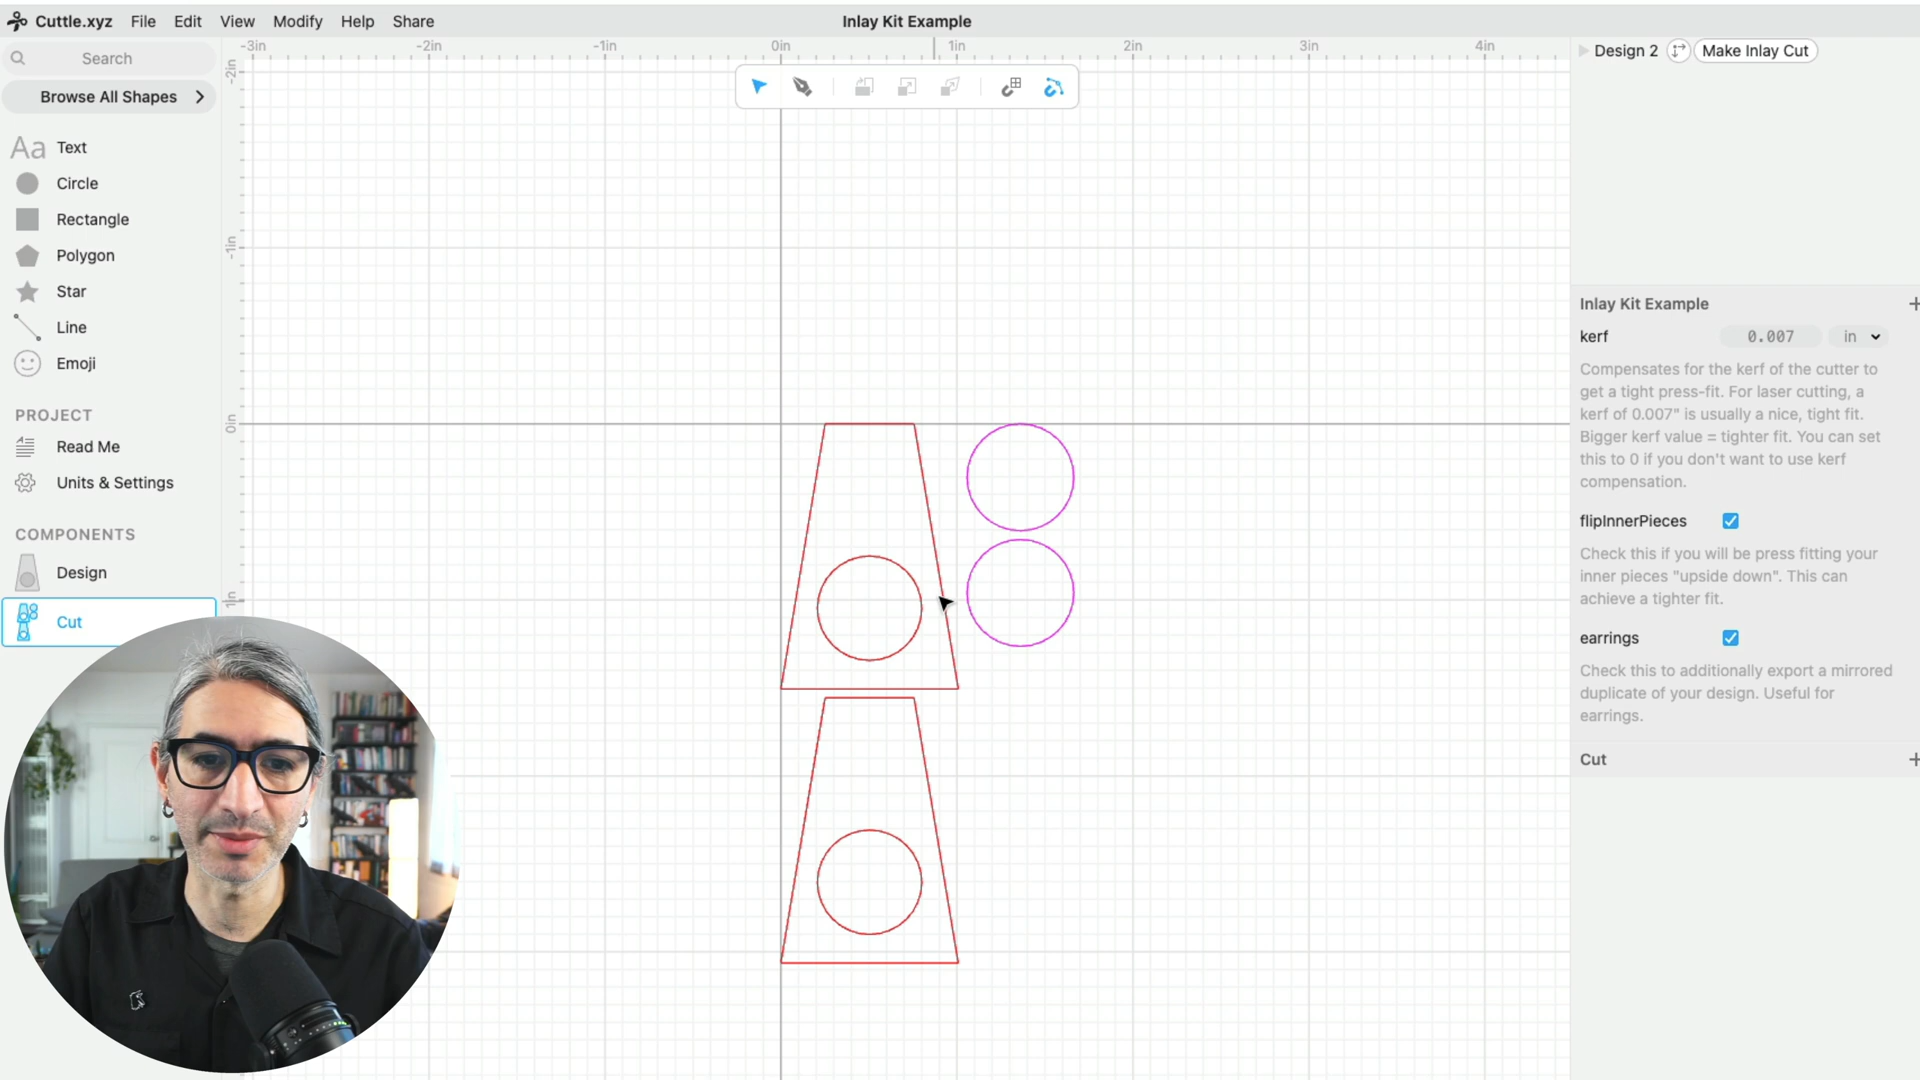 Cuttle.xyz File Edit View Modify Help Share
Inlay Kit Example
Search
Browse All Shapes
Aa Text
Circle
Rectangle
Polygon
Star
Line
Emoji
PROJECT
Read Me
Units & Settings
COMPONENTS
Design
Cut
-3in -2in -1in 0in 1in 2in 3in 4in
-2in
-1in
0in
1in
Design 2 Make Inlay Cut
Inlay Kit Example
kerf 0.007 in
Compensates for the kerf of the cutter to
get a tight press-fit. For laser cutting, a
kerf of 0.007" is usually a nice, tight fit.
Bigger kerf value = tighter fit. You can set
this to 0 if you don't want to use kerf
compensation.
flipInnerPieces
Check this if you will be press fitting your
inner pieces "upside down". This can
achieve a tighter fit.
earrings
Check this to additionally export a mirrored
duplicate of your design. Useful for
earrings.
Cut